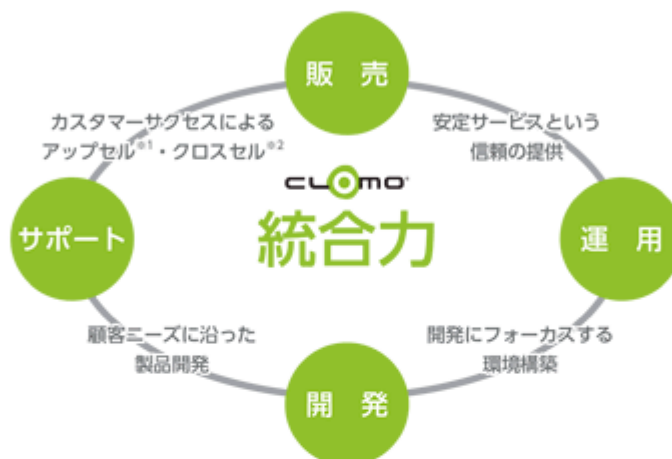 販 売
カスタマーサクセスによる
アップセル※1・クロスセル※2
安定サービスという
信頼の提供
CLOMO
統合力
サポート
運 用
顧客ニーズに沿った
製品開発
開発にフォーカスする
環境構築
開 発